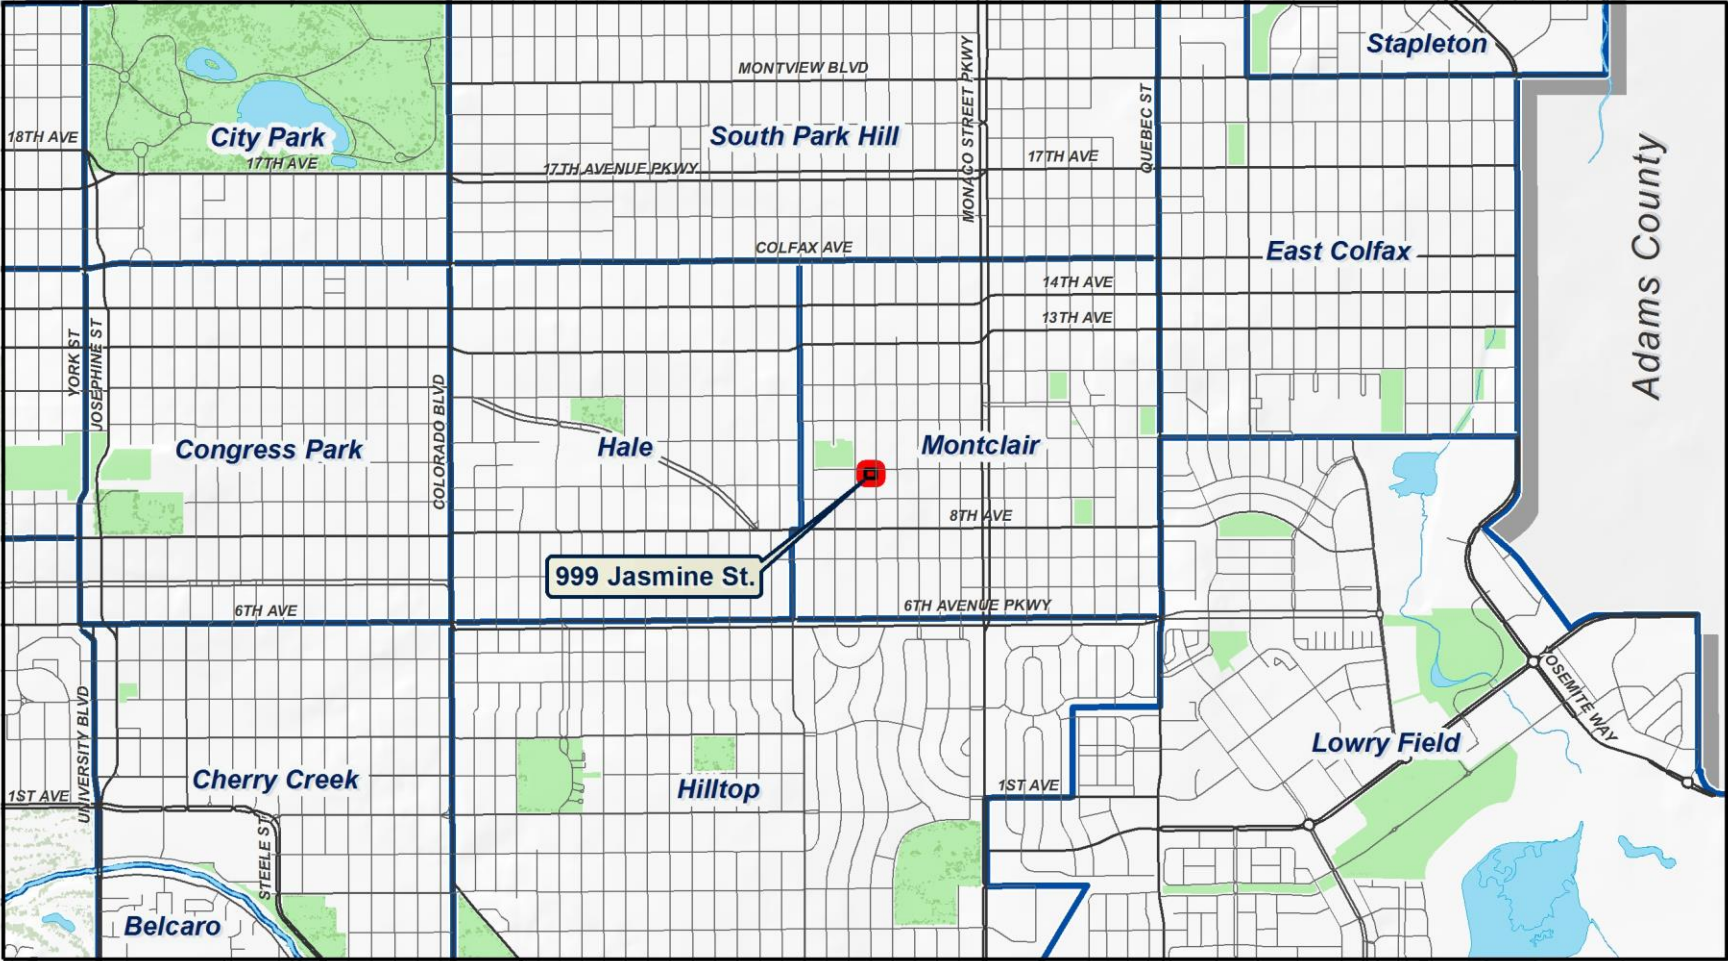 Stapleton
MONTVIEW BLVD
MONACO STREET PKWY
QUEBEC ST
18TH AVE
City Park
South Park Hill
17TH AVE
17TH AVENUE PKWY
17TH AVE
Adams County
COLFAX AVE
East Colfax
14TH AVE
13TH AVE
YORK ST
JOSEPHINE ST
COLORADO BLVD
Congress Park
Hale
Montclair
8TH AVE
999 Jasmine St.
6TH AVE
6TH AVENUE PKWY
UNIVERSITY BLVD
OSEMITE WAY
Lowry Field
Cherry Creek
Hilltop
1ST AVE
1ST AVE
STEELE ST
Belcaro